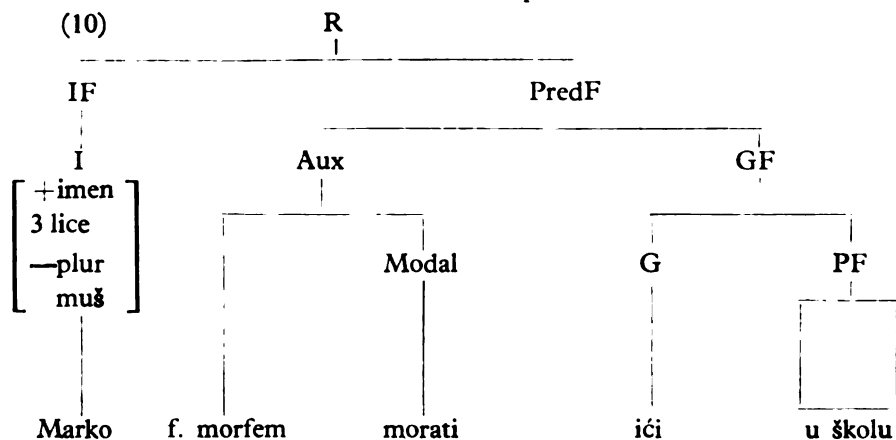 (10) R
IF PredF
I Aux GF
+imen
3 lice
—plur Modal G PF
muš
Marko f. morfem morati ići u školu